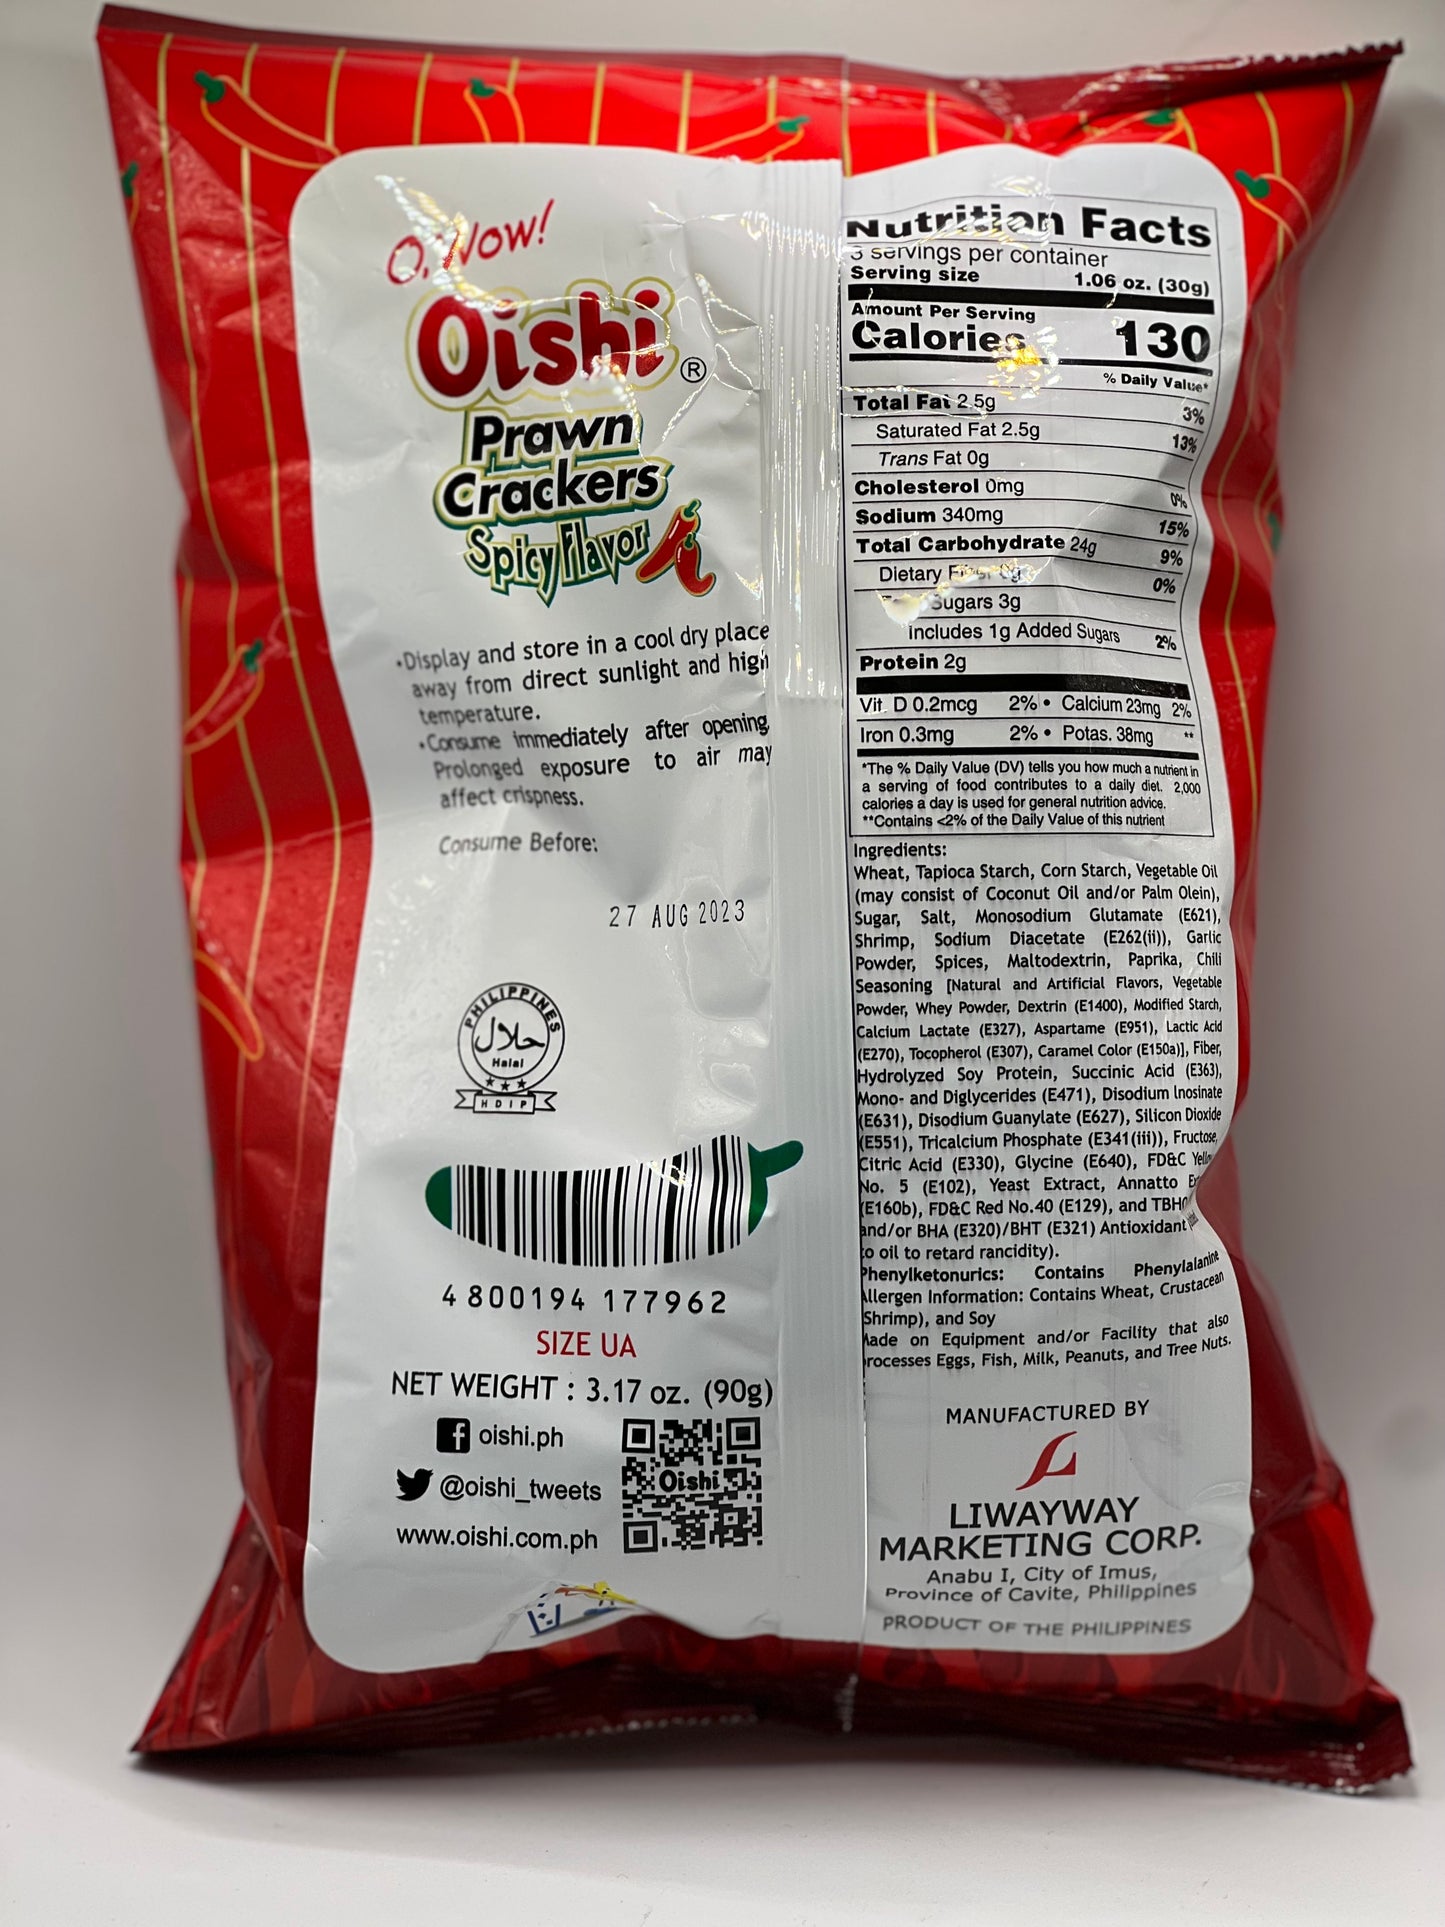 O, Wow!
Oishi ®
Prawn
Crackers
Spicy Flavor
•Display and store in a cool dry place
away from direct sunlight and high
temperature.
•Consume immediately after opening.
Prolonged exposure to air may
affect crispness.
Consume Before:
27 AUG 2023
PHILIPPINES
حلال
Halal
HDIP
4 800194 177962
SIZE UA
NET WEIGHT : 3.17 oz. (90g)
oishi.ph
@oishi_tweets
Oishi
www.oishi.com.ph
Nutrition Facts
3 servings per container
Serving size 1.06 oz. (30g)
Amount Per Serving
Calories 130
% Daily Value*
Total Fat 2.5g 3%
Saturated Fat 2.5g 13%
Trans Fat 0g
Cholesterol 0mg 0%
Sodium 340mg 15%
Total Carbohydrate 24g 9%
Dietary Fiber 0g 0%
Sugars 3g
Includes 1g Added Sugars 2%
Protein 2g
Vit. D 0.2mcg 2% • Calcium 23mg 2%
Iron 0.3mg 2% • Potas. 38mg **
*The % Daily Value (DV) tells you how much a nutrient in
a serving of food contributes to a daily diet. 2,000
calories a day is used for general nutrition advice.
**Contains <2% of the Daily Value of this nutrient
Ingredients:
Wheat, Tapioca Starch, Corn Starch, Vegetable Oil
(may consist of Coconut Oil and/or Palm Olein),
Sugar, Salt, Monosodium Glutamate (E621),
Shrimp, Sodium Diacetate (E262(ii)), Garlic
Powder, Spices, Maltodextrin, Paprika, Chili
Seasoning [Natural and Artificial Flavors, Vegetable
Powder, Whey Powder, Dextrin (E1400), Modified Starch,
Calcium Lactate (E327), Aspartame (E951), Lactic Acid
(E270), Tocopherol (E307), Caramel Color (E150a)], Fiber,
Hydrolyzed Soy Protein, Succinic Acid (E363),
Mono- and Diglycerides (E471), Disodium Inosinate
(E631), Disodium Guanylate (E627), Silicon Dioxide
(E551), Tricalcium Phosphate (E341(iii)), Fructose,
Citric Acid (E330), Glycine (E640), FD&C Yellow
No. 5 (E102), Yeast Extract, Annatto
(E160b), FD&C Red No.40 (E129), and TBHQ
and/or BHA (E320)/BHT (E321) Antioxidant
to oil to retard rancidity).
Phenylketonurics: Contains Phenylalanine
Allergen Information: Contains Wheat, Crustacean
(Shrimp), and Soy
Made on Equipment and/or Facility that also
processes Eggs, Fish, Milk, Peanuts, and Tree Nuts.
MANUFACTURED BY
LIWAYWAY
MARKETING CORP.
Anabu I, City of Imus,
Province of Cavite, Philippines
PRODUCT OF THE PHILIPPINES